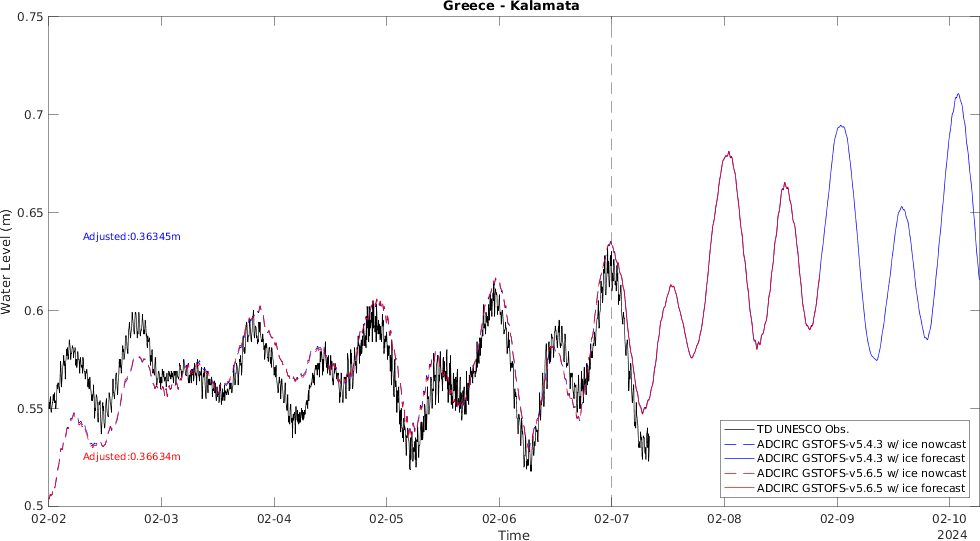 Greece - Kalamata
0.75
0.7
0.65
0.6
0.55
0.5
Water Level (m)
Adjusted:0.36345m
Adjusted:0.36634m
TD UNESCO Obs.
ADCIRC GSTOFS-v5.4.3 w/ ice nowcast
ADCIRC GSTOFS-v5.4.3 w/ ice forecast
ADCIRC GSTOFS-v5.6.5 w/ ice nowcast
ADCIRC GSTOFS-v5.6.5 w/ ice forecast
02-02 02-03 02-04 02-05 02-06 02-07 02-08 02-09 02-10
Time
2024